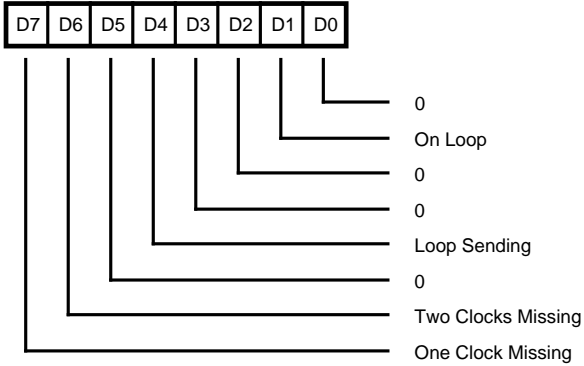 D7 D6 D5 D4 D3 D2 D1 D0
0
On Loop
0
0
Loop Sending
0
Two Clocks Missing
One Clock Missing